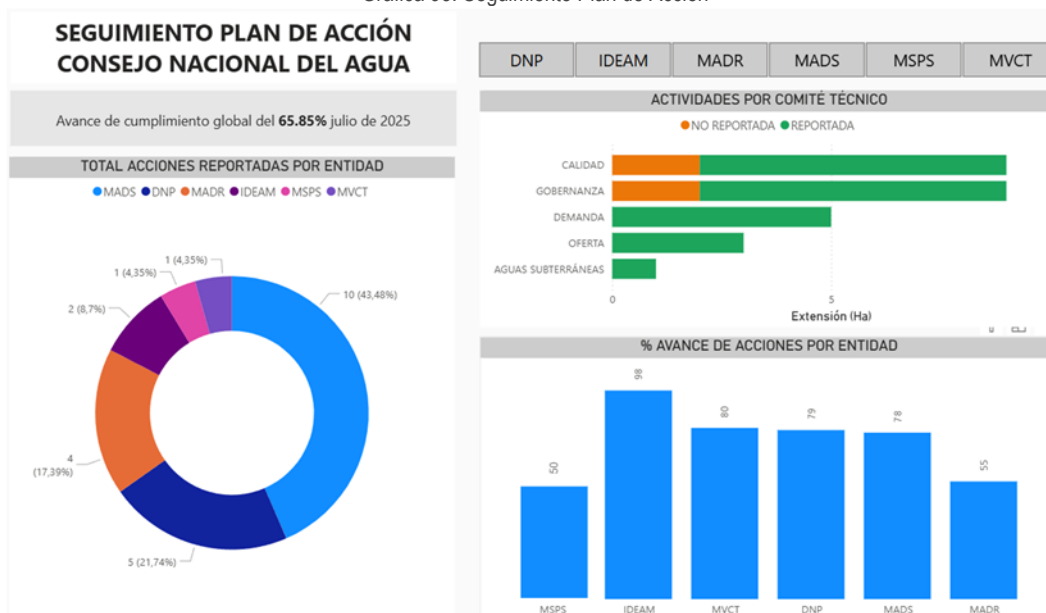 SEGUIMIENTO PLAN DE ACCIÓN
CONSEJO NACIONAL DEL AGUA
Avance de cumplimiento global del 65.85% julio de 2025
TOTAL ACCIONES REPORTADAS POR ENTIDAD
MADS DNP MADR IDEAM MSPS MVCT
1 (4,35%)
1 (4,35%)
2 (8,7%)
10 (43,48%)
4
(17,39%)
5 (21,74%)
DNP IDEAM MADR MADS MSPS MVCT
ACTIVIDADES POR COMITÉ TÉCNICO
NO REPORTADA REPORTADA
CALIDAD
GOBERNANZA
DEMANDA
OFERTA
AGUAS SUBTERRÁNEAS
0 5
Extensión (Ha)
% AVANCE DE ACCIONES POR ENTIDAD
50 98 80 79 78 55
MSPS IDEAM MVCT DNP MADS MADR